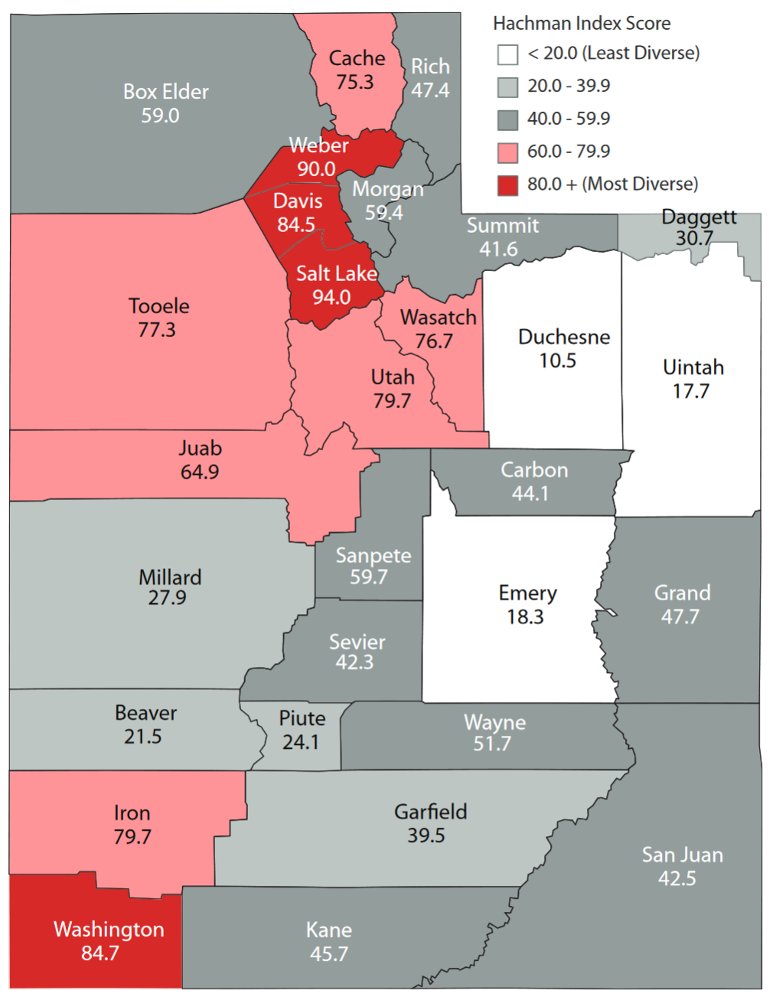 Hachman Index Score
< 20.0 (Least Diverse)
20.0 - 39.9
40.0 - 59.9
60.0 - 79.9
80.0 + (Most Diverse)
Cache
75.3
Rich
47.4
Box Elder
59.0
Weber
90.0
Morgan
59.4
Davis
84.5
Summit
41.6
Daggett
30.7
Salt Lake
94.0
Tooele
77.3
Wasatch
76.7
Duchesne
10.5
Uintah
17.7
Utah
79.7
Juab
64.9
Carbon
44.1
Sanpete
59.7
Millard
27.9
Emery
18.3
Grand
47.7
Sevier
42.3
Beaver
21.5
Piute
24.1
Wayne
51.7
Iron
79.7
Garfield
39.5
San Juan
42.5
Washington
84.7
Kane
45.7